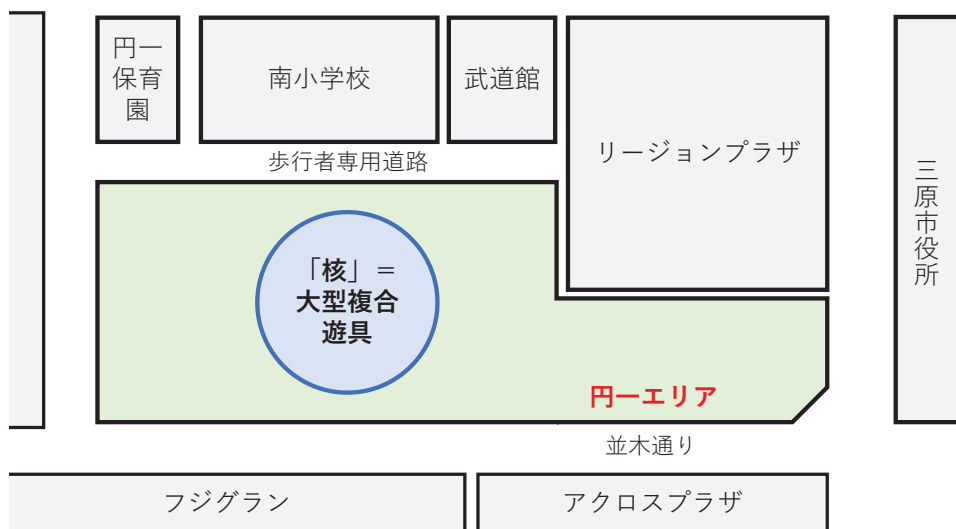 円一
保育
園
南小学校
武道館
リージョンプラザ
三原市役所
歩行者専用道路
「核」＝
大型複合
遊具
円一エリア
並木通り
フジグラン
アクロスプラザ